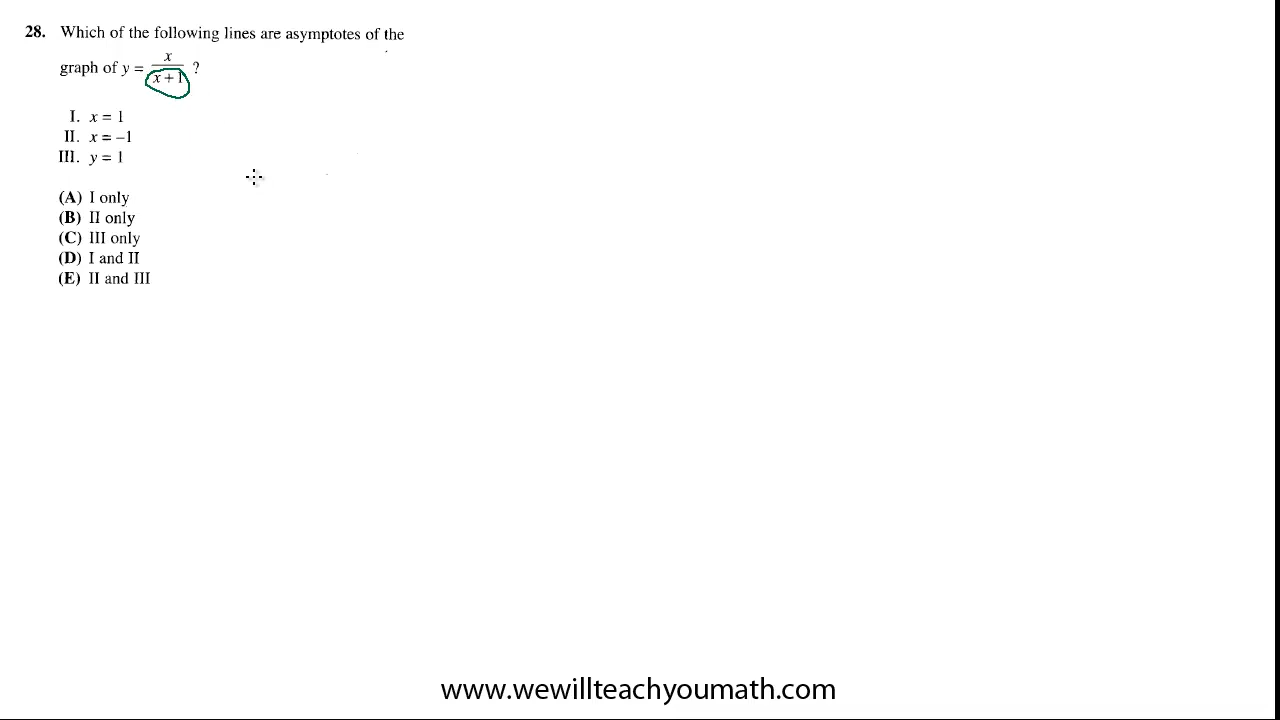 28. Which of the following lines are asymptotes of the
graph of y = x/(x + 1) ?
I. x = 1
II. x = –1
III. y = 1
(A) I only
(B) II only
(C) III only
(D) I and II
(E) II and III
www.wewillteachyoumath.com